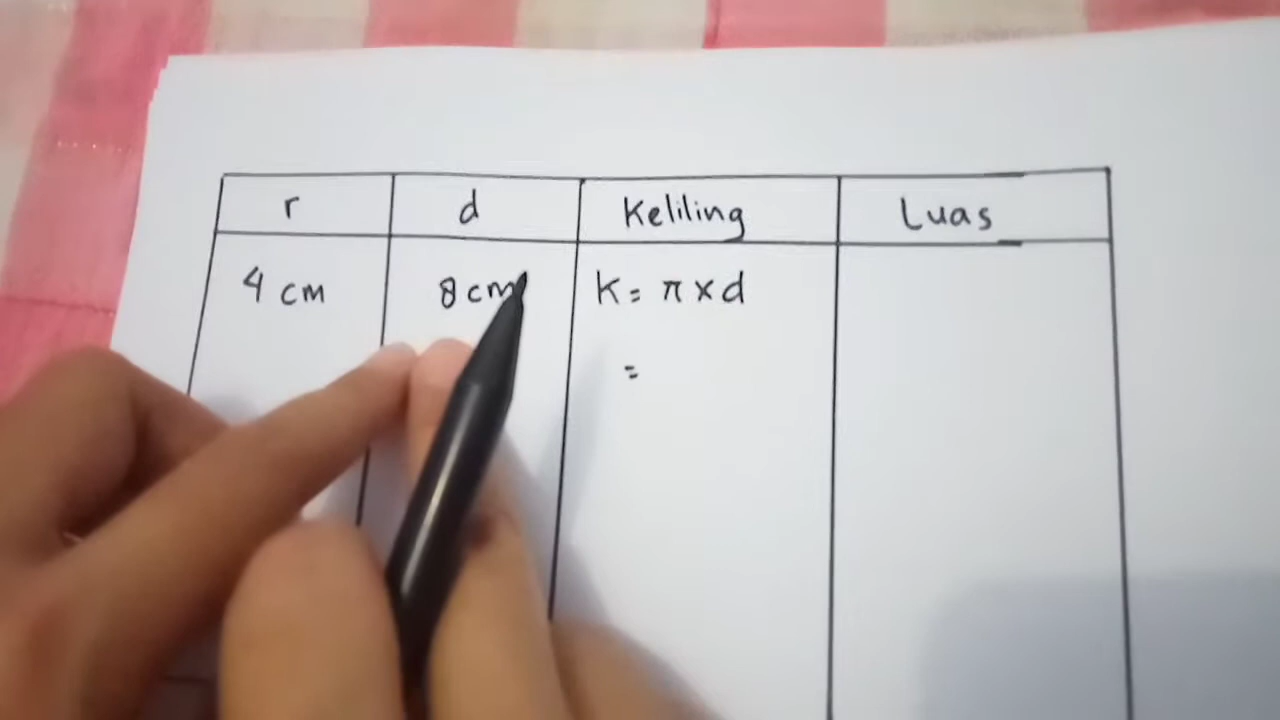 r d Keliling Luas
4 cm 8 cm K = π x d
=